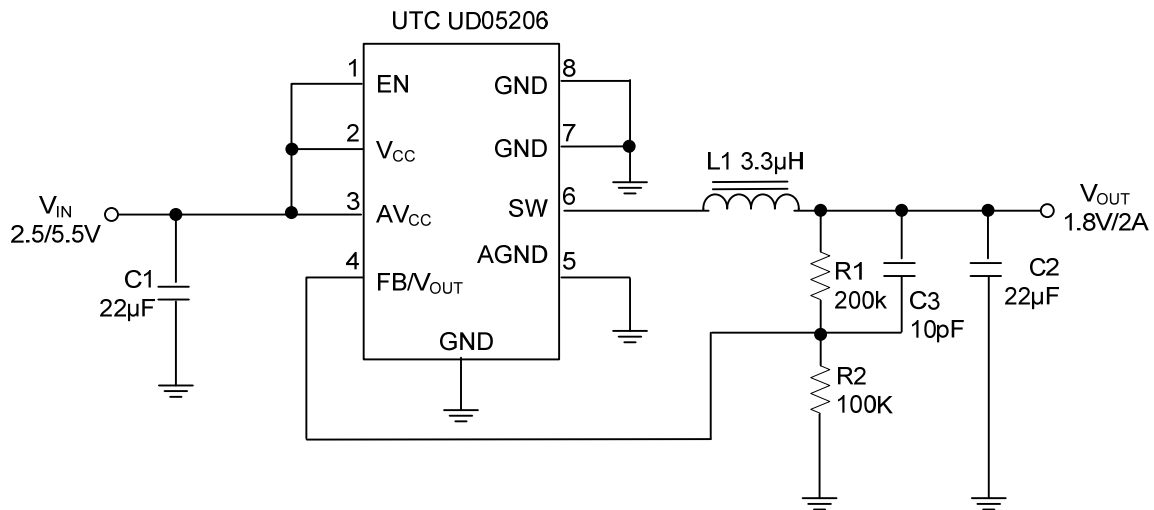 UTC UD05206
1
EN
2
VCC
3
AVCC
4
FB/VOUT
GND
8
GND
7
GND
6
SW
5
AGND
VIN
2.5/5.5V
C1
22µF
L1 3.3µH
VOUT
1.8V/2A
R1
200k
C3
10pF
C2
22µF
R2
100K